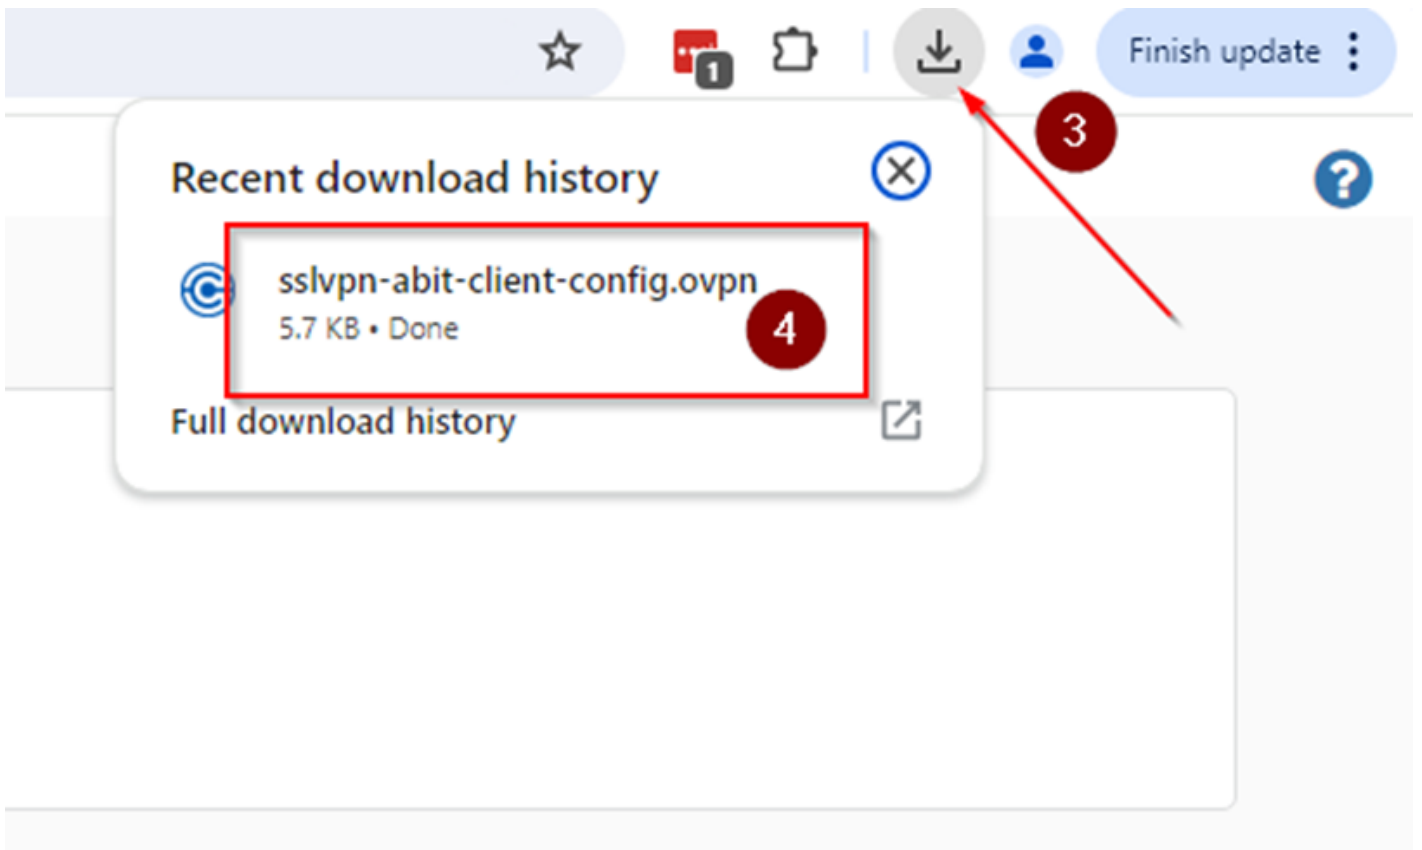 1
Finish update
3
Recent download history
sslvpn-abit-client-config.ovpn
5.7 KB • Done
4
Full download history
?